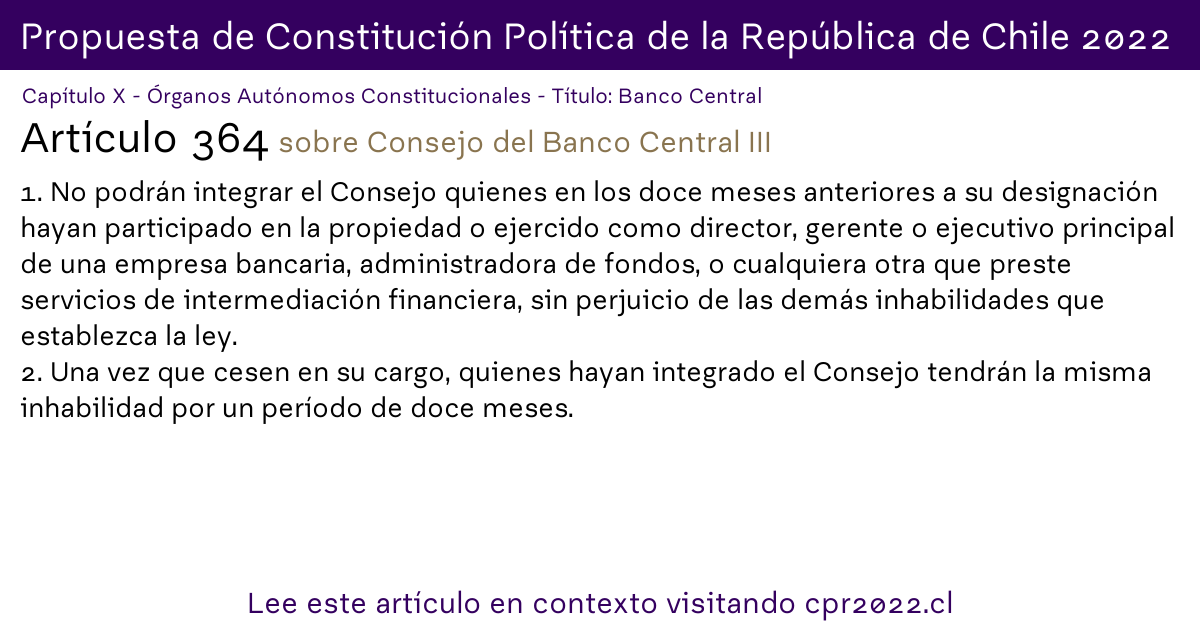 Propuesta de Constitución Política de la República de Chile 2022
Capítulo X - Órganos Autónomos Constitucionales - Título: Banco Central
Artículo 364 sobre Consejo del Banco Central III
1. No podrán integrar el Consejo quienes en los doce meses anteriores a su designación
hayan participado en la propiedad o ejercido como director, gerente o ejecutivo principal
de una empresa bancaria, administradora de fondos, o cualquiera otra que preste
servicios de intermediación financiera, sin perjuicio de las demás inhabilidades que
establezca la ley.
2. Una vez que cesen en su cargo, quienes hayan integrado el Consejo tendrán la misma
inhabilidad por un período de doce meses.
Lee este artículo en contexto visitando cpr2022.cl